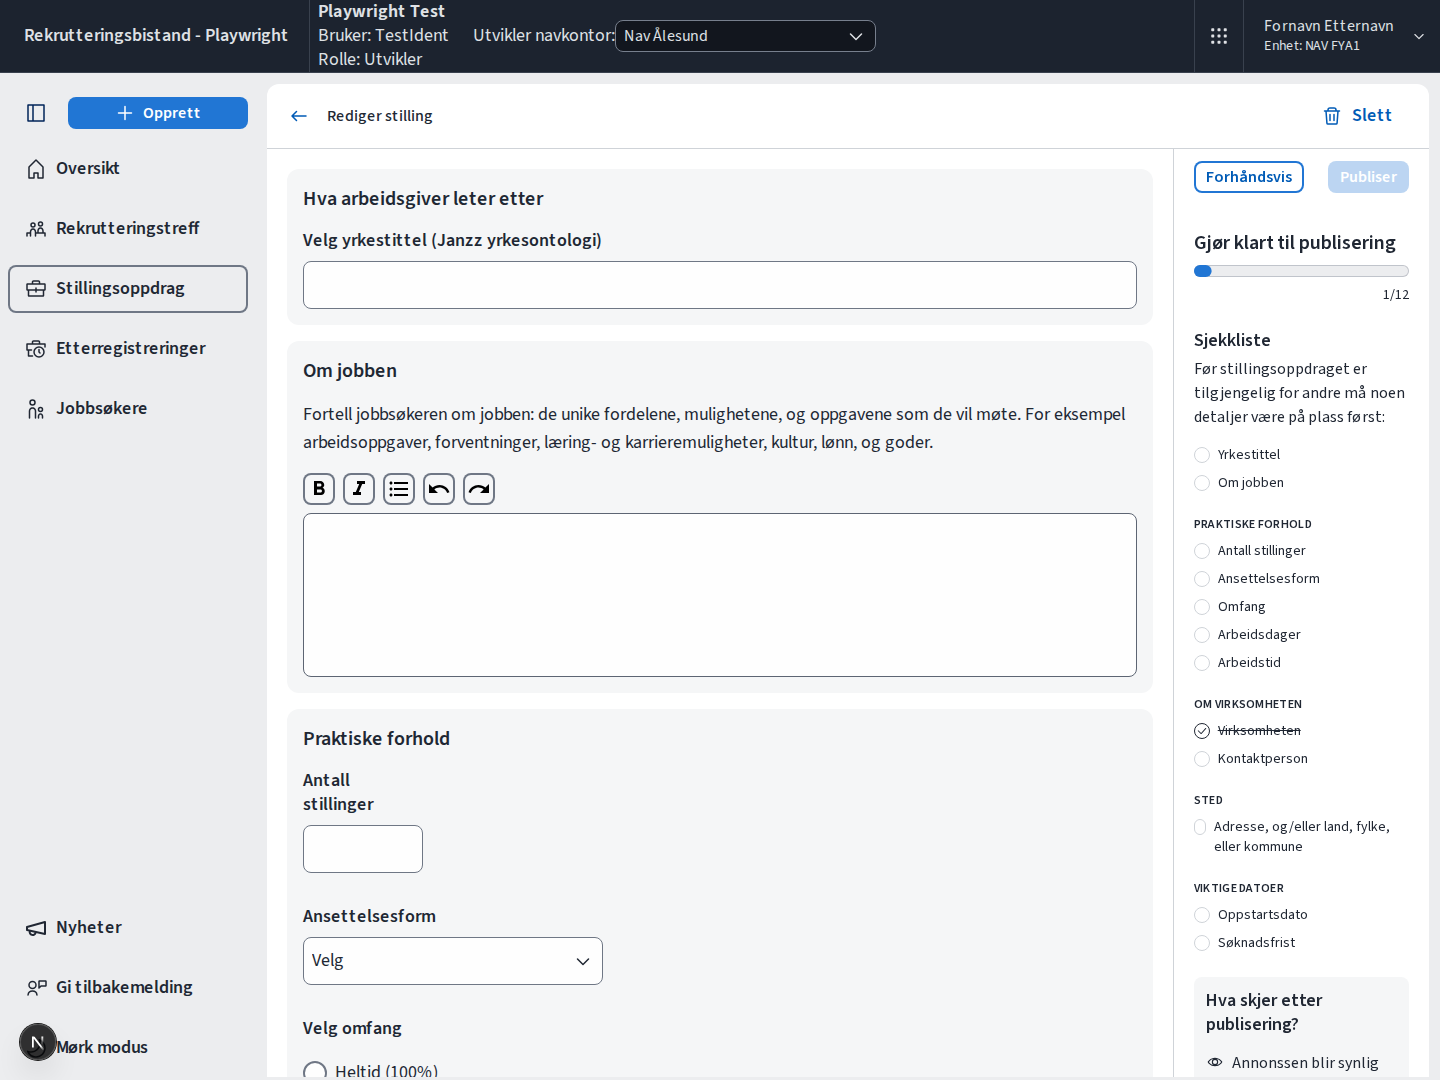 Rekrutteringsbistand - Playwright
Playwright Test
Bruker: TestIdent
Rolle: Utvikler
Utvikler navkontor:
Nav Ålesund
Fornavn Etternavn
Enhet: NAV FYA1
Opprett
Oversikt
Rekrutteringstreff
Stillingsoppdrag
Etterregistreringer
Jobbsøkere
Nyheter
Gi tilbakemelding
Mørk modus
N
Rediger stilling
Slett
Hva arbeidsgiver leter etter
Velg yrkestittel (Janzz yrkesontologi)
Om jobben
Fortell jobbsøkeren om jobben: de unike fordelene, mulighetene, og oppgavene som de vil møte. For eksempel
arbeidsoppgaver, forventninger, læring- og karrieremuligheter, kultur, lønn, og goder.
B I
Praktiske forhold
Antall
stillinger
Ansettelsesform
Velg
Velg omfang
Heltid (100%)
Forhåndsvis
Publiser
Gjør klart til publisering
1/12
Sjekkliste
Før stillingsoppdraget er
tilgjengelig for andre må noen
detaljer være på plass først:
Yrkestittel
Om jobben
PRAKTISKE FORHOLD
Antall stillinger
Ansettelsesform
Omfang
Arbeidsdager
Arbeidstid
OM VIRKSOMHETEN
Virksomheten
Kontaktperson
STED
Adresse, og/eller land, fylke,
eller kommune
VIKTIGE DATOER
Oppstartsdato
Søknadsfrist
Hva skjer etter
publisering?
Annonssen blir synlig